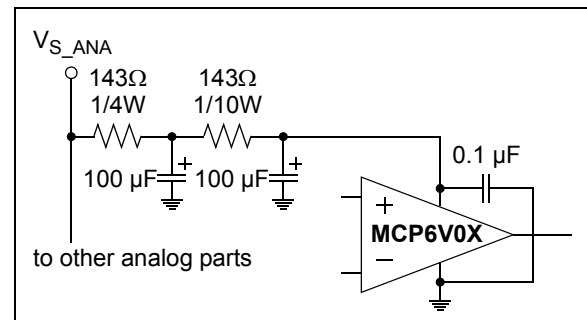 V_S_ANA
143Ω 143Ω
1/4W 1/10W
0.1 µF
+ +
100 µF 100 µF
+
MCP6V0X
−
to other analog parts